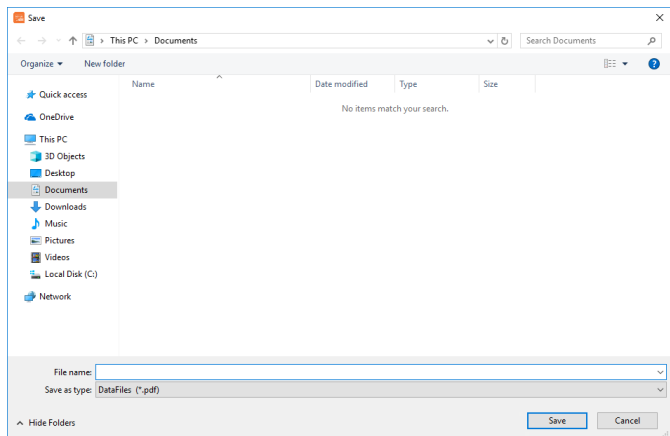 Save
This PC > Documents
Search Documents
Organize
New folder
Name
Date modified
Type
Size
No items match your search.
Quick access
OneDrive
This PC
3D Objects
Desktop
Documents
Downloads
Music
Pictures
Videos
Local Disk (C:)
Network
File name:
Save as type: DataFiles (*.pdf)
Hide Folders
Save
Cancel